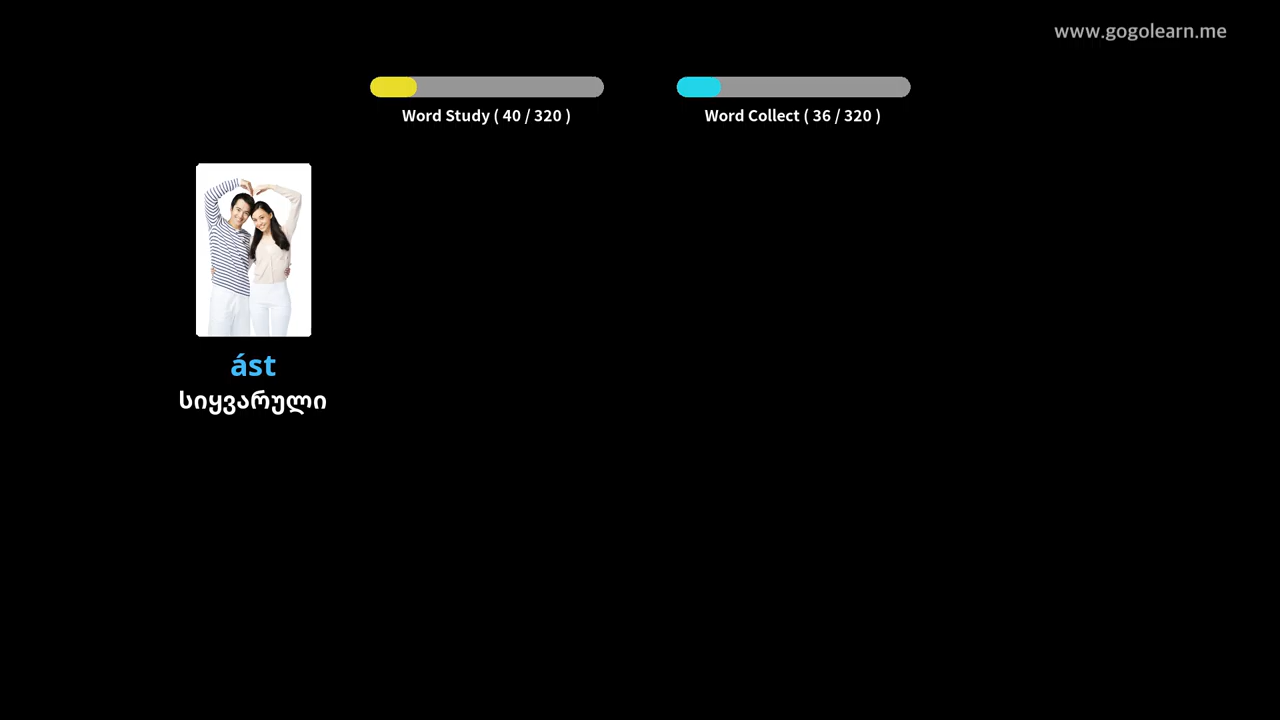 www.gogolearn.me
Word Study ( 40 / 320 )
Word Collect ( 36 / 320 )
ást
სიყვარული